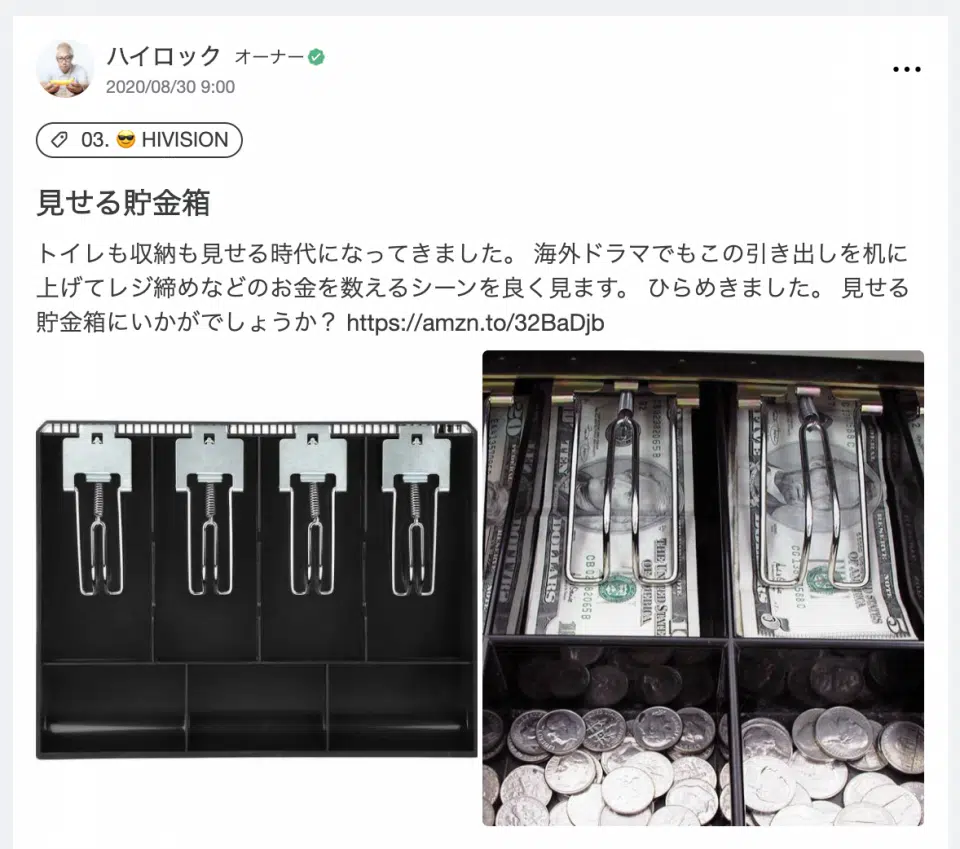 ハイロック オーナー
2020/08/30 9:00
03. 😎 HIVISION
見せる貯金箱
トイレも収納も見せる時代になってきました。 海外ドラマでもこの引き出しを机に
上げてレジ締めなどのお金を数えるシーンを良く見ます。 ひらめきました。 見せる
貯金箱にいかがでしょうか？ https://amzn.to/32BaDjb